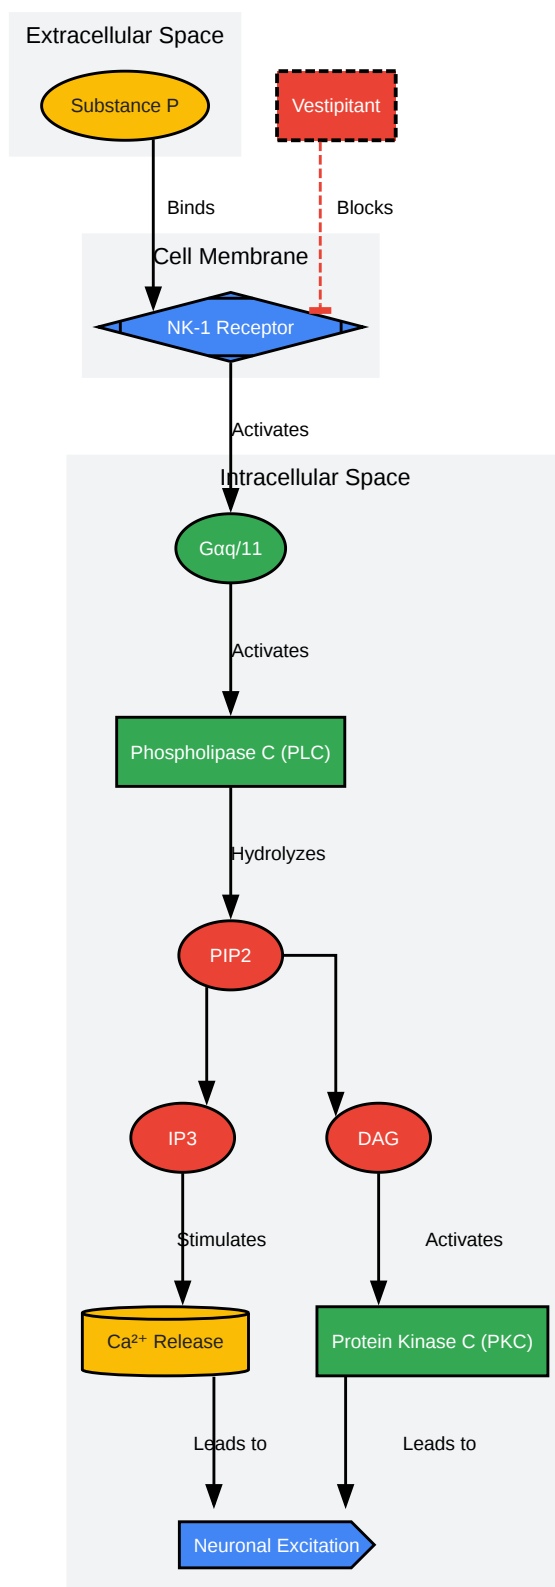 Extracellular Space
Substance P
Vestipitant
Binds
Blocks
Cell Membrane
NK-1 Receptor
Activates
Intracellular Space
Gαq/11
Activates
Phospholipase C (PLC)
Hydrolyzes
PIP2
IP3
DAG
Stimulates
Activates
Ca²⁺ Release
Protein Kinase C (PKC)
Leads to
Leads to
Neuronal Excitation